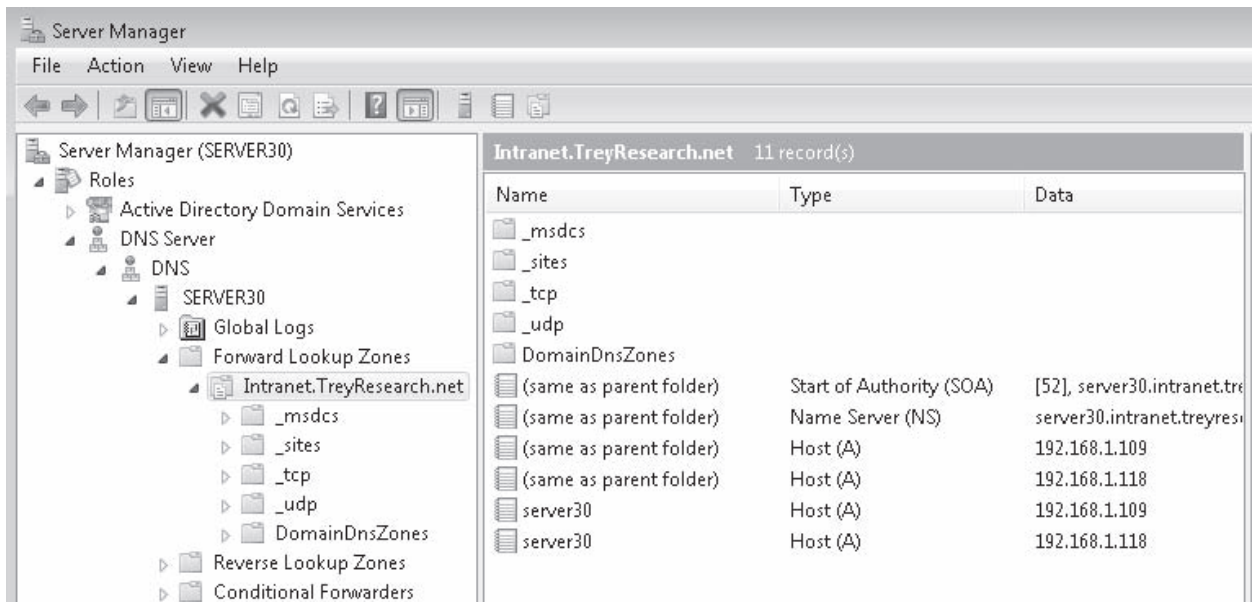 Server Manager
File Action View Help
Server Manager (SERVER30)
Roles
Active Directory Domain Services
DNS Server
DNS
SERVER30
Global Logs
Forward Lookup Zones
Intranet.TreyResearch.net
_msdcs
_sites
_tcp
_udp
DomainDnsZones
Reverse Lookup Zones
Conditional Forwarders
Intranet.TreyResearch.net 11 record(s)
Name Type Data
_msdcs
_sites
_tcp
_udp
DomainDnsZones
(same as parent folder) Start of Authority (SOA) [52], server30.intranet.tre
(same as parent folder) Name Server (NS) server30.intranet.treyres
(same as parent folder) Host (A) 192.168.1.109
(same as parent folder) Host (A) 192.168.1.118
server30 Host (A) 192.168.1.109
server30 Host (A) 192.168.1.118